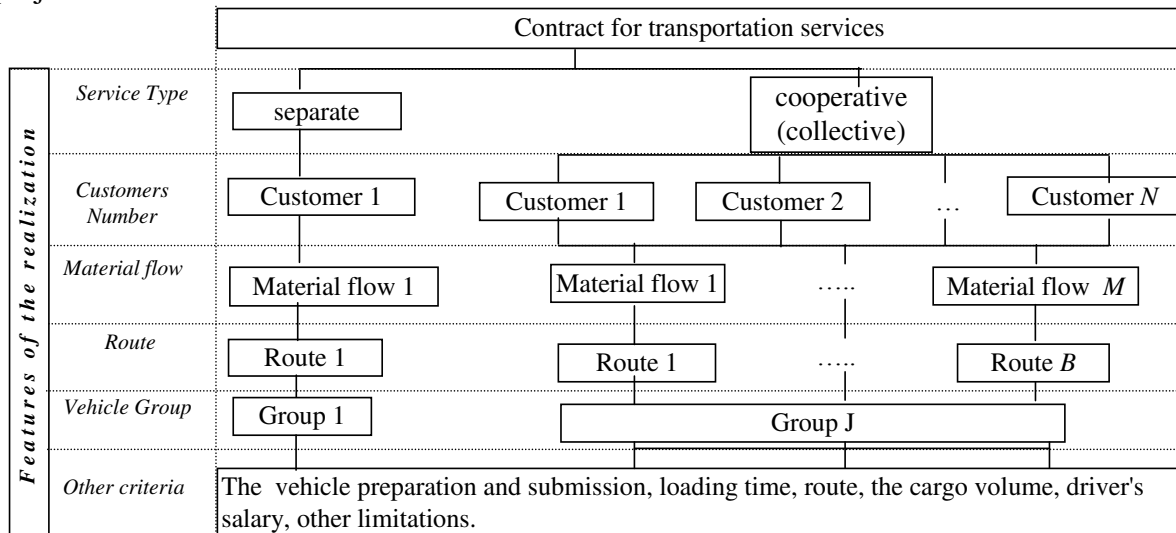 Contract for transportation services
Features of the realization
Service Type
separate
cooperative
(collective)
Customers
Number
Customer 1
Customer 1
Customer 2
…
Customer N
Material flow
Material flow 1
Material flow 1
…..
Material flow M
Route
Route 1
Route 1
…..
Route B
Vehicle Group
Group 1
Group J
Other criteria
The vehicle preparation and submission, loading time, route, the cargo volume, driver's
salary, other limitations.